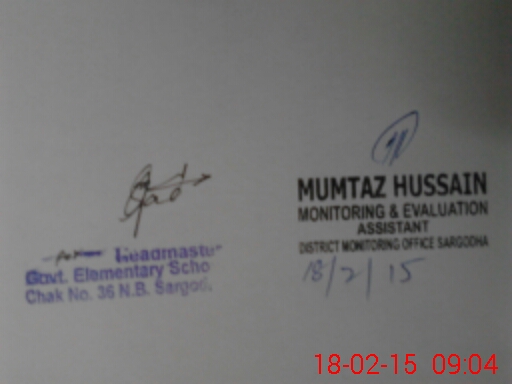 Headmaster
Govt. Elementary Scho
Chak No. 36 N.B. Sargod.
MUMTAZ HUSSAIN
MONITORING & EVALUATION
ASSISTANT
DISTRICT MONITORING OFFICE SARGODHA
18/2/15
18-02-15 09:04